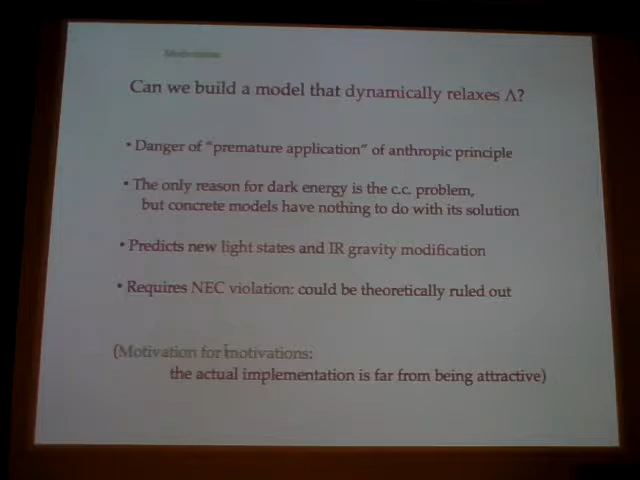 Motivations
Can we build a model that dynamically relaxes Λ?
• Danger of "premature application" of anthropic principle
• The only reason for dark energy is the c.c. problem,
but concrete models have nothing to do with its solution
• Predicts new light states and IR gravity modification
• Requires NEC violation: could be theoretically ruled out
(Motivation for motivations:
the actual implementation is far from being attractive)